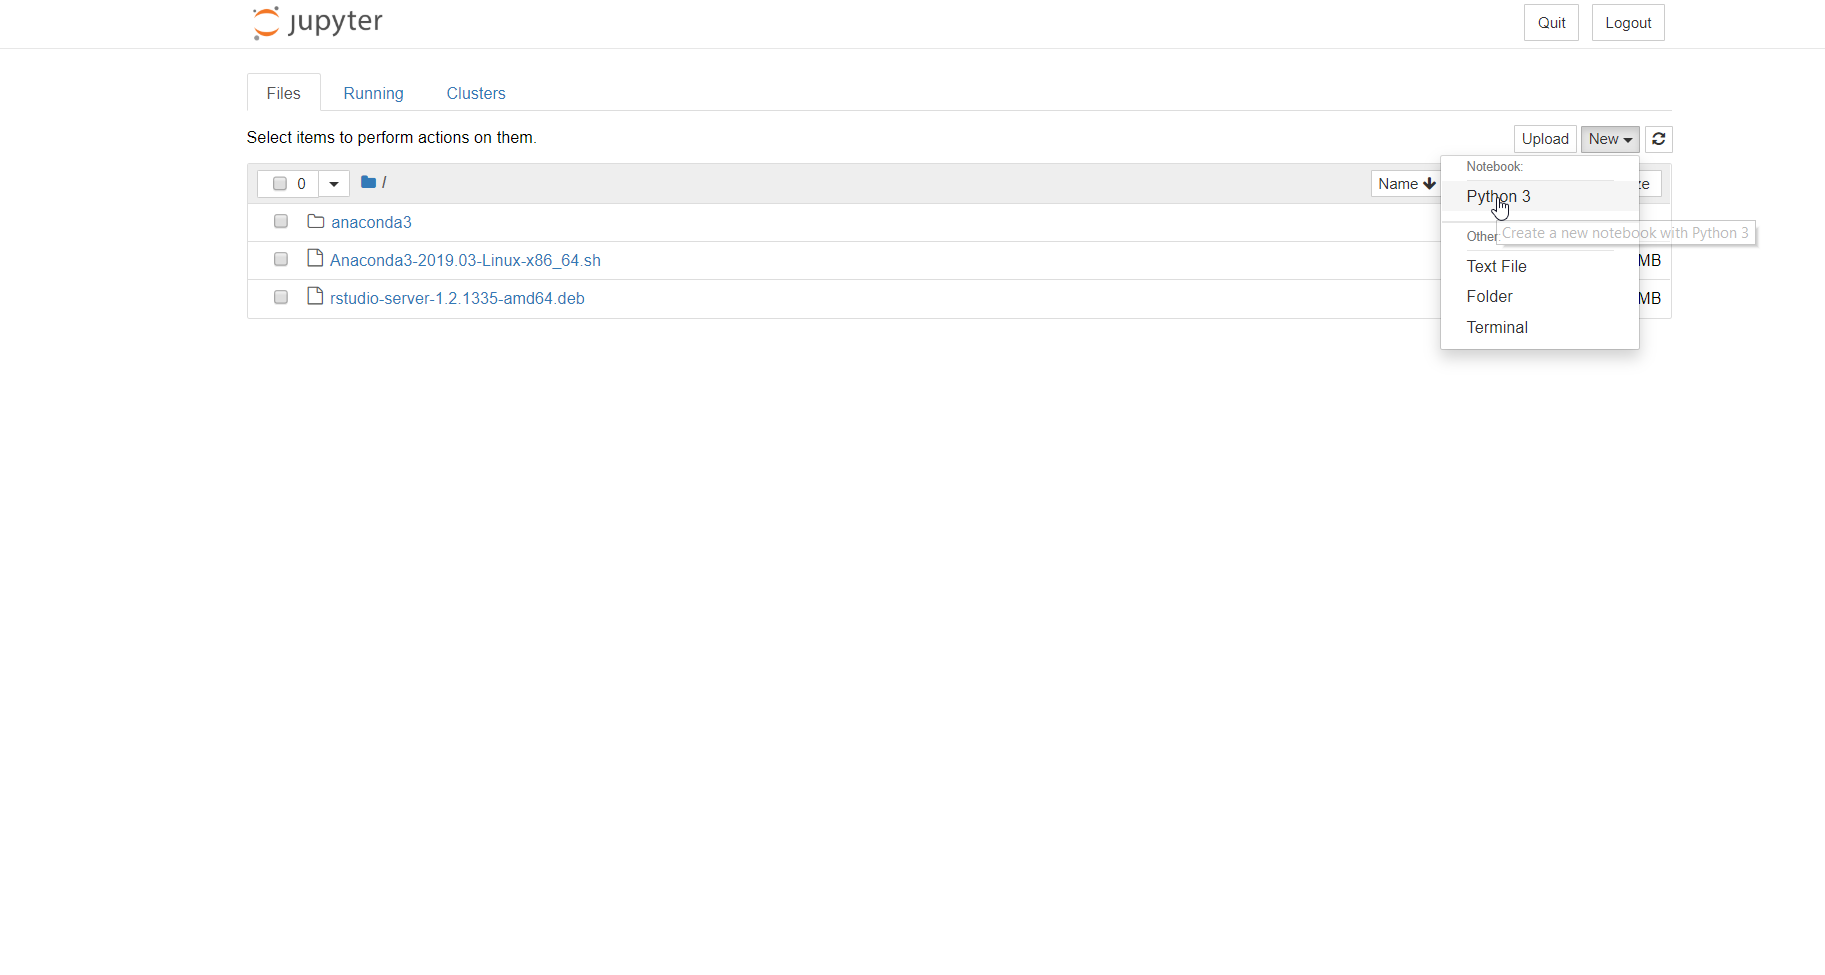 jupyter
Quit
Logout
Files
Running
Clusters
Select items to perform actions on them.
Upload
New
0
/
Name
ze
Notebook:
Python 3
Create a new notebook with Python 3
Other:
Text File
Folder
Terminal
anaconda3
Anaconda3-2019.03-Linux-x86_64.sh
MB
rstudio-server-1.2.1335-amd64.deb
MB